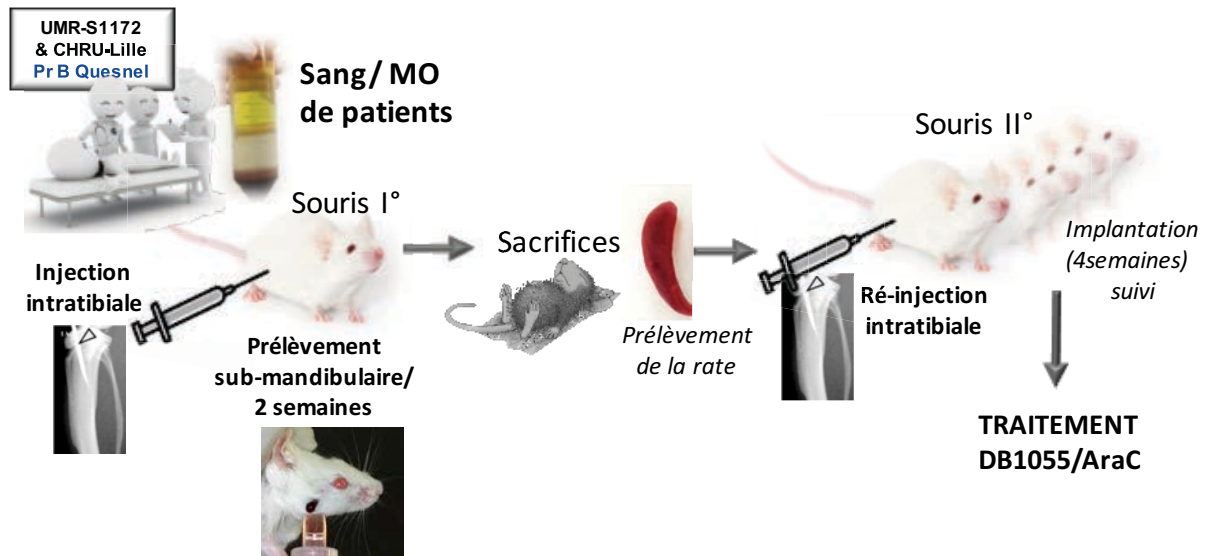 UMR-S1172
& CHRU-Lille
Pr B Quesnel
Sang/ MO
de patients
Souris I°
Injection
intratibiale
Prélèvement
sub-mandibulaire/
2 semaines
Sacrifices
Prélèvement
de la rate
Souris II°
Ré-injection
intratibiale
Implantation
(4semaines)
suivi
TRAITEMENT
DB1055/AraC